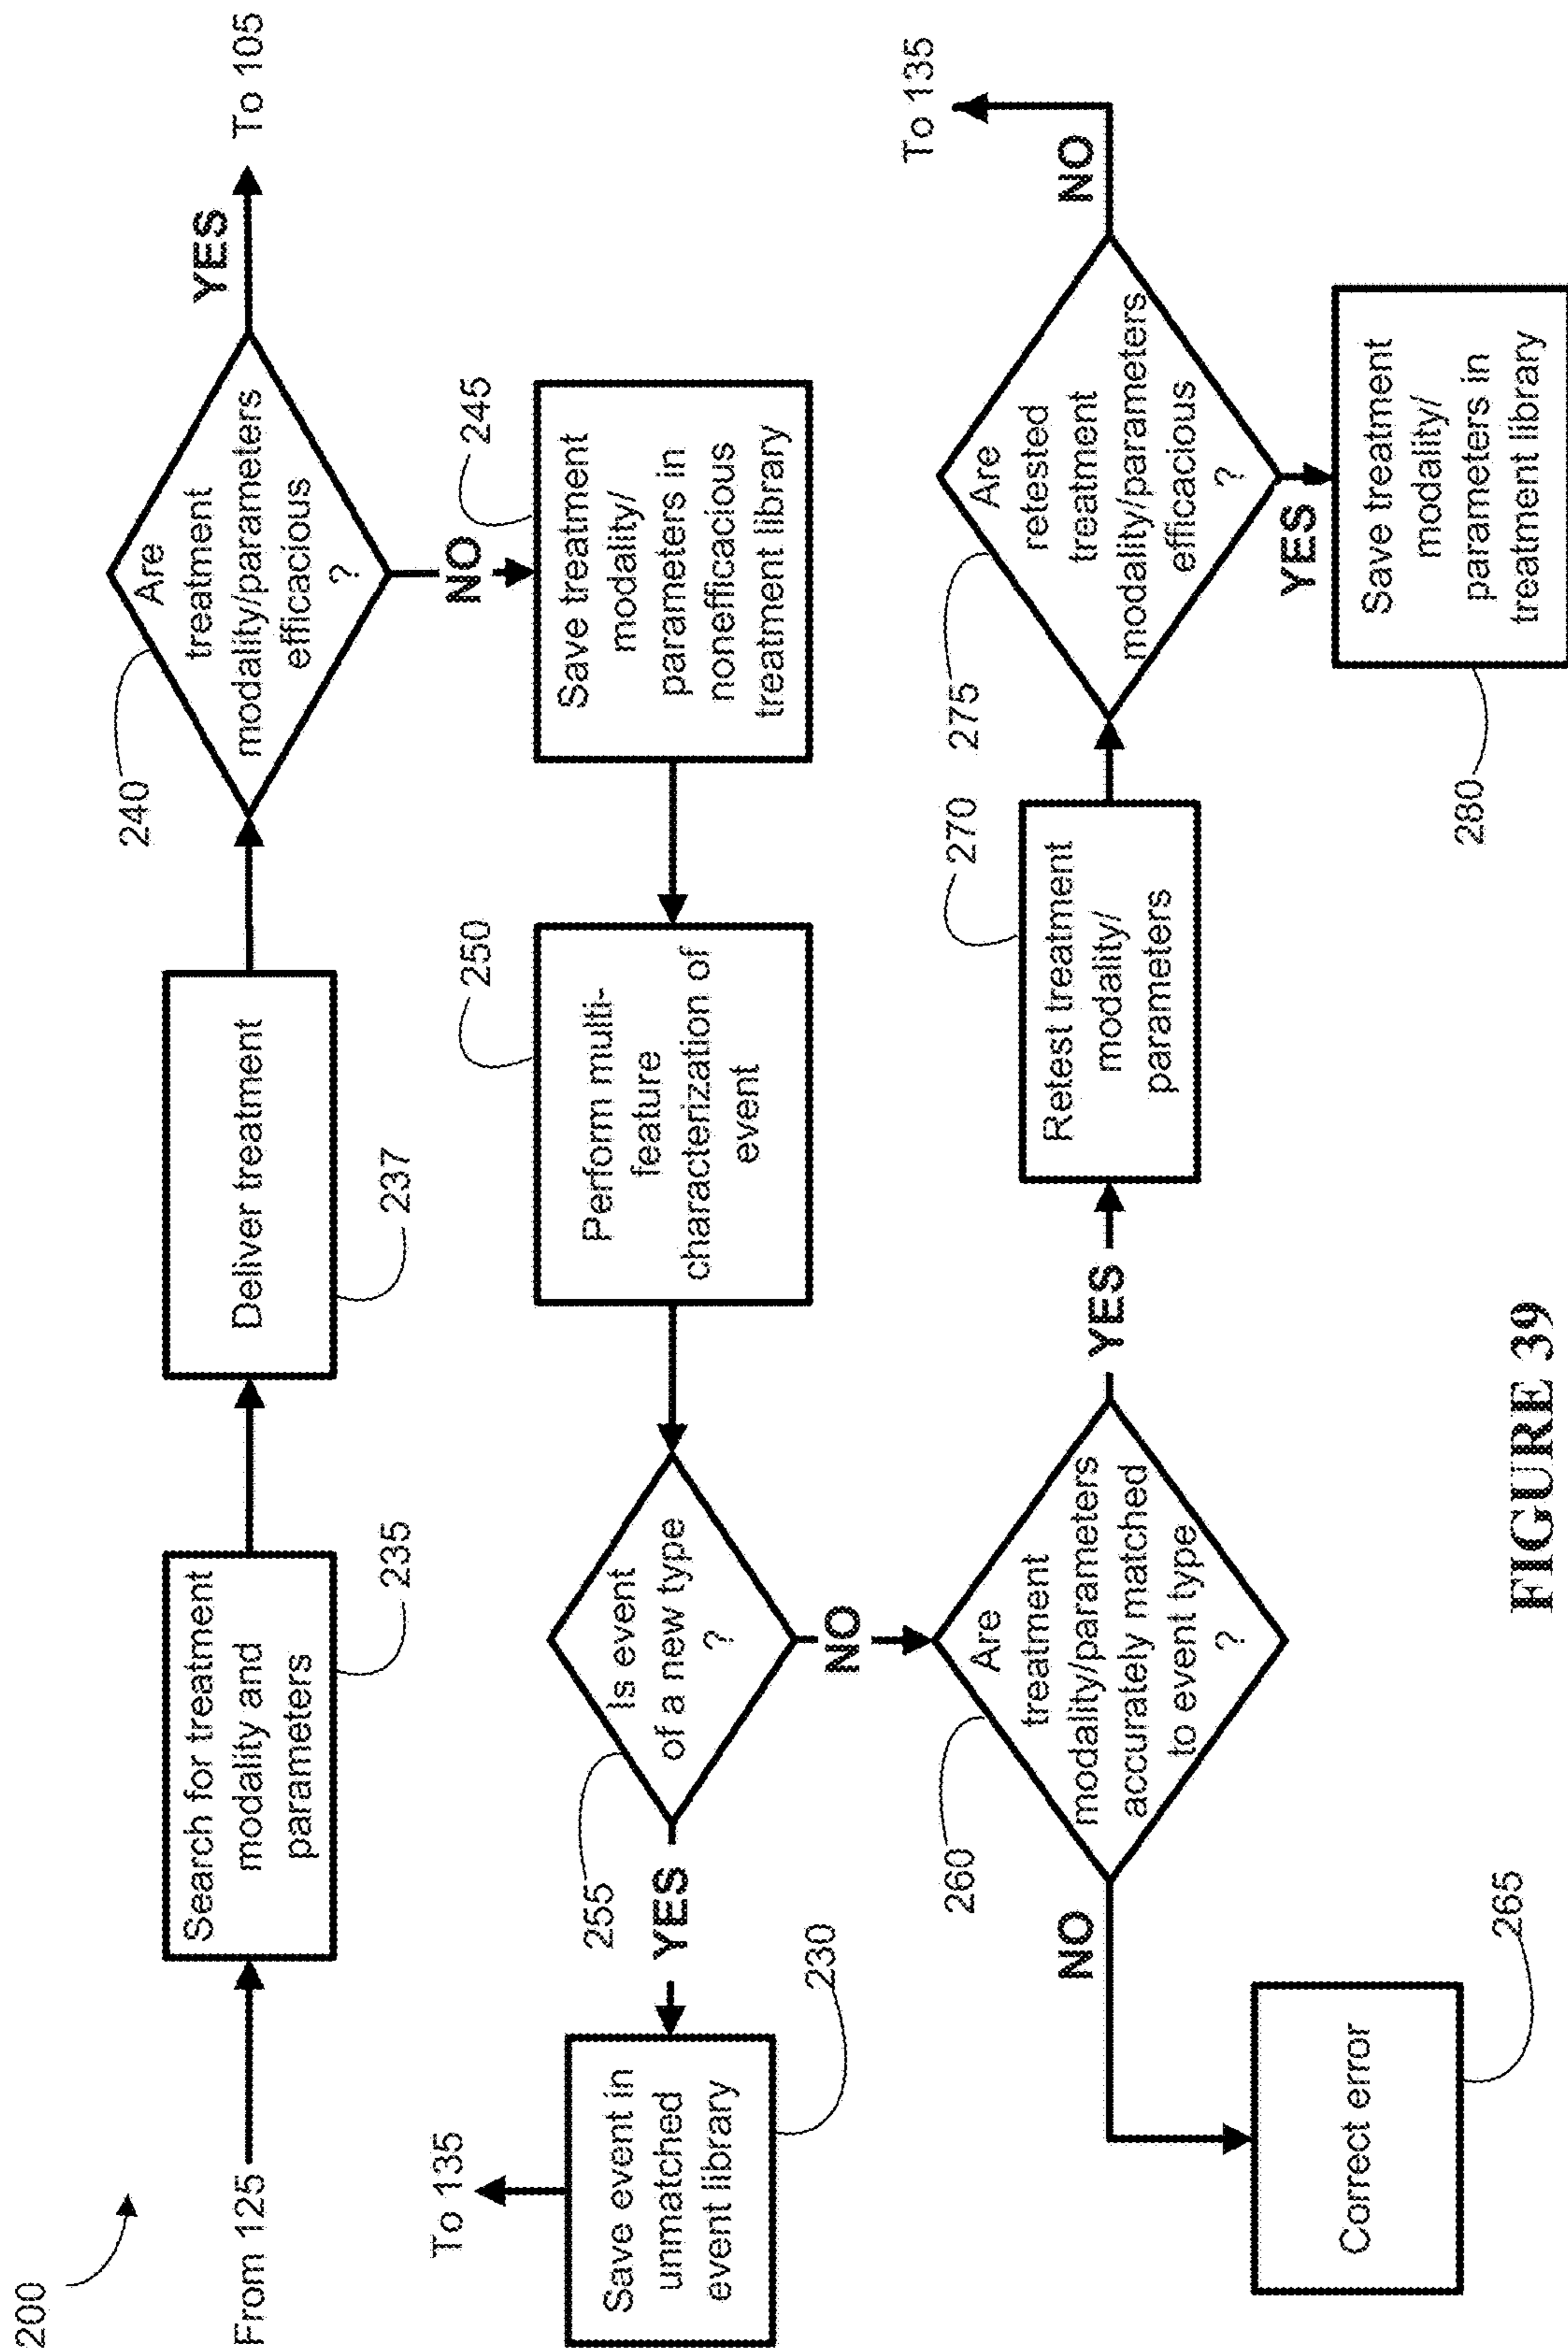 200
From 125
Search for treatment
modality and
parameters
235
Deliver treatment
237
240
Are
treatment
modality/parameters
efficacious
?
YES
To 105
NO
245
Save treatment
modality/
parameters in
nonefficacious
treatment library
250
Perform multi-
feature
characterization of
event
255
Is event
of a new type
?
YES
To 135
Save event in
unmatched
event library
230
NO
260
Are
treatment
modality/parameters
accurately matched
to event type
?
NO
Correct error
265
YES
270
Retest treatment
modality/
parameters
275
Are
retested
treatment
modality/parameters
efficacious
?
NO
To 135
YES
Save treatment
modality/
parameters in
treatment library
280
FIGURE 39